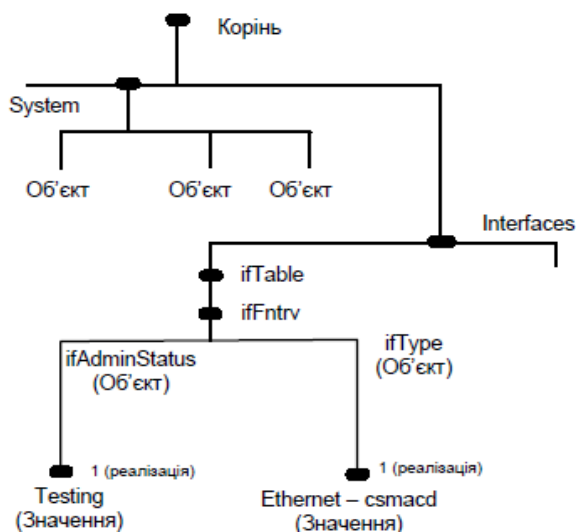 Корінь
System
Об'єкт
Об'єкт
Об'єкт
Interfaces
ifTable
ifFntrv
ifAdminStatus
(Об'єкт)
ifType
(Об'єкт)
1 (реалізація)
Testing
(Значення)
1 (реалізація)
Ethernet – csmacd
(Значення)